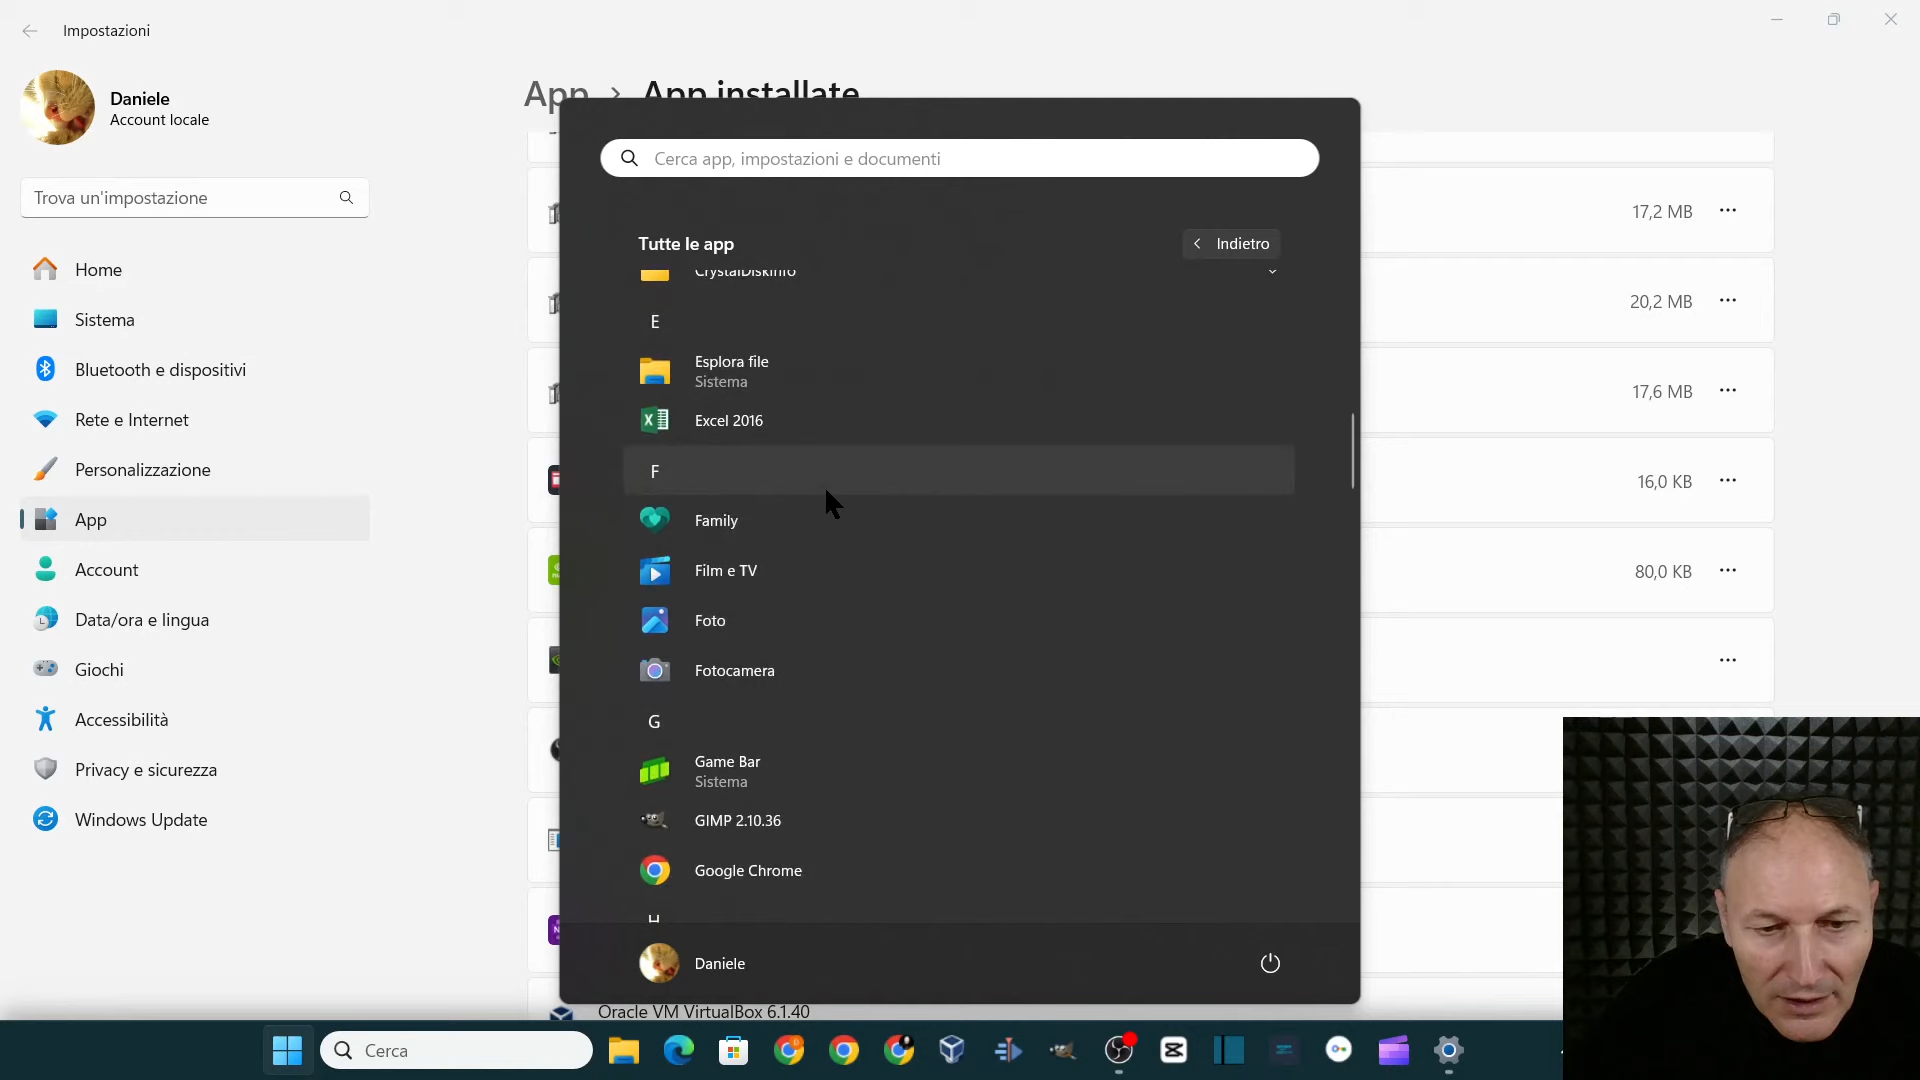 Impostazioni
Daniele
Account locale
Trova un'impostazione
Home
Sistema
Bluetooth e dispositivi
Rete e Internet
Personalizzazione
App
Account
Data/ora e lingua
Giochi
Accessibilità
Privacy e sicurezza
Windows Update
App > App installate
17,2 MB
20,2 MB
17,6 MB
16,0 KB
80,0 KB
Cerca app, impostazioni e documenti
Tutte le app
Indietro
CrystalDiskInfo
E
Esplora file
Sistema
Excel 2016
F
Family
Film e TV
Foto
Fotocamera
G
Game Bar
Sistema
GIMP 2.10.36
Google Chrome
H
Daniele
Oracle VM VirtualBox 6.1.40
Cerca